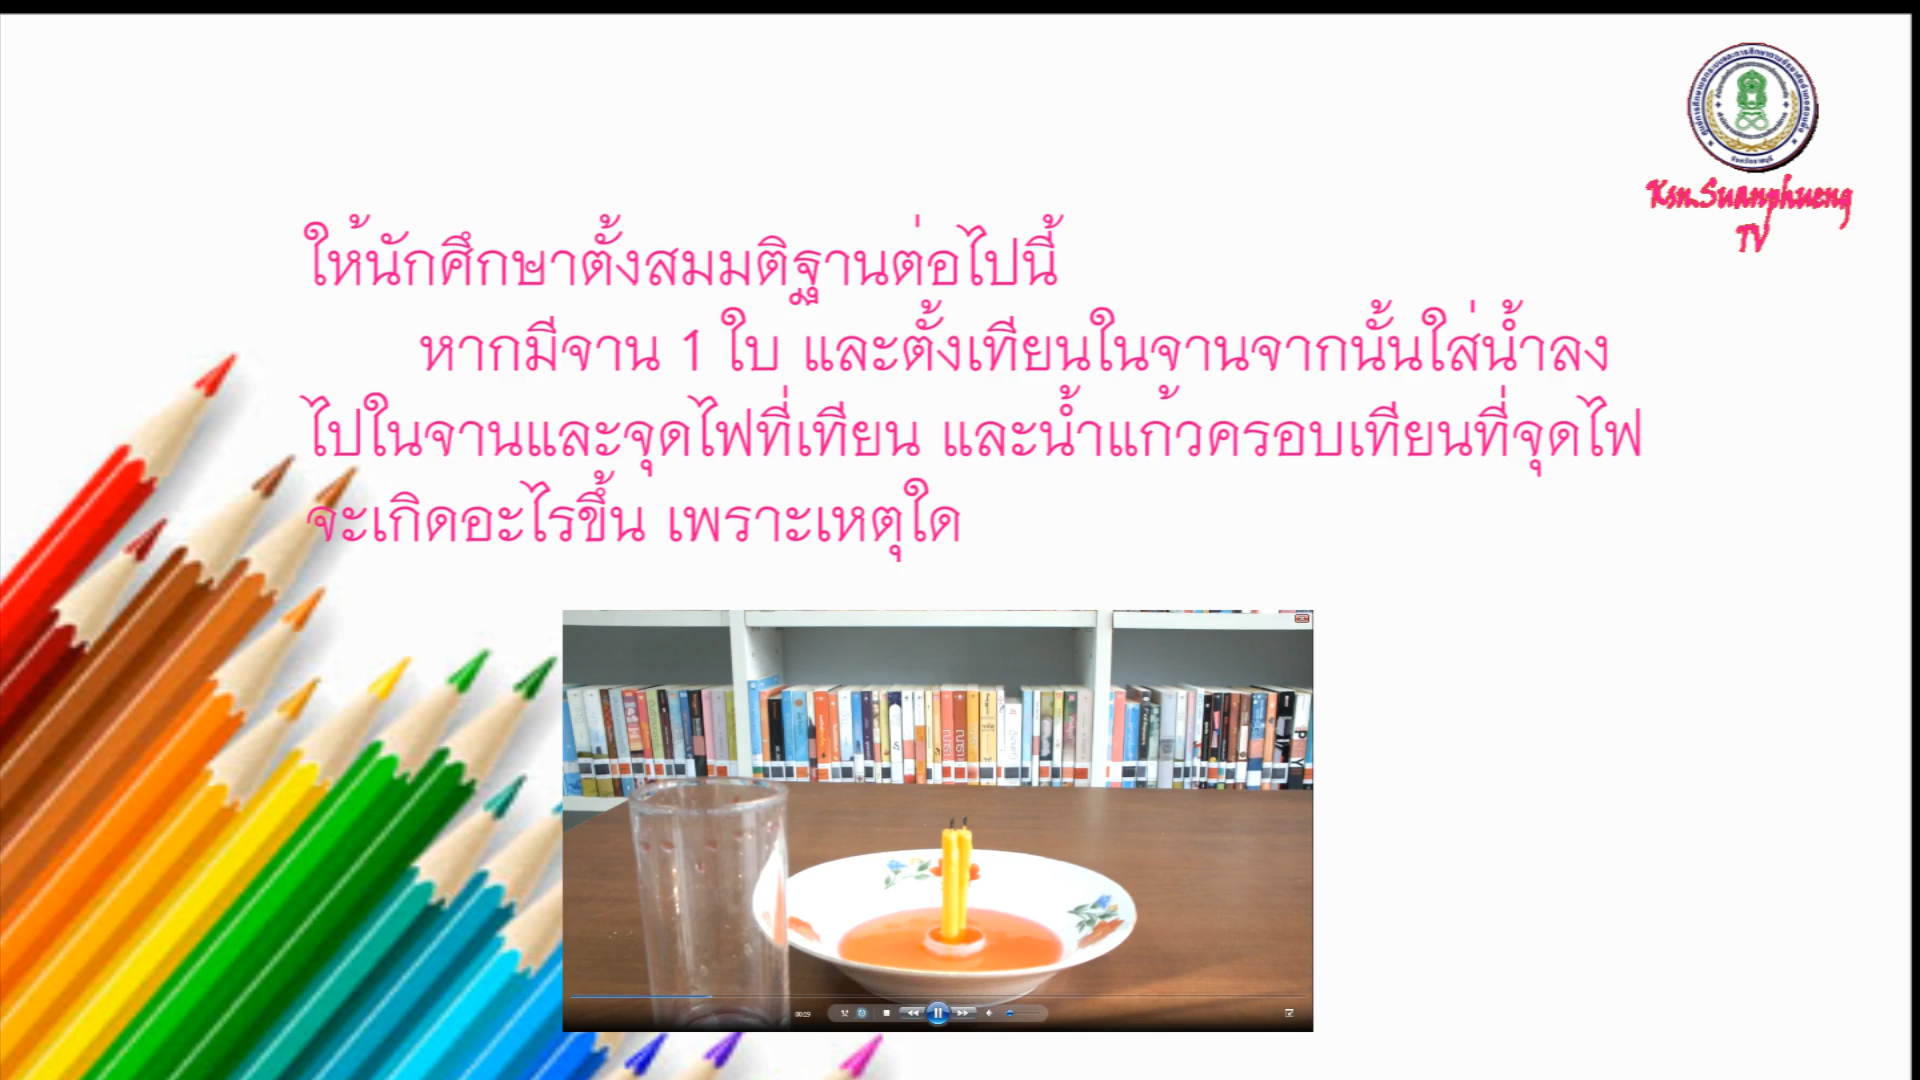 Ksn.Suanphueng
TV
ให้นักศึกษาตั้งสมมติฐานต่อไปนี้
หากมีจาน 1 ใบ และตั้งเทียนในจานจากนั้นใส่น้ำลง
ไปในจานและจุดไฟที่เทียน และน้ำแก้วครอบเทียนที่จุดไฟ
จะเกิดอะไรขึ้น เพราะเหตุใด
00:29